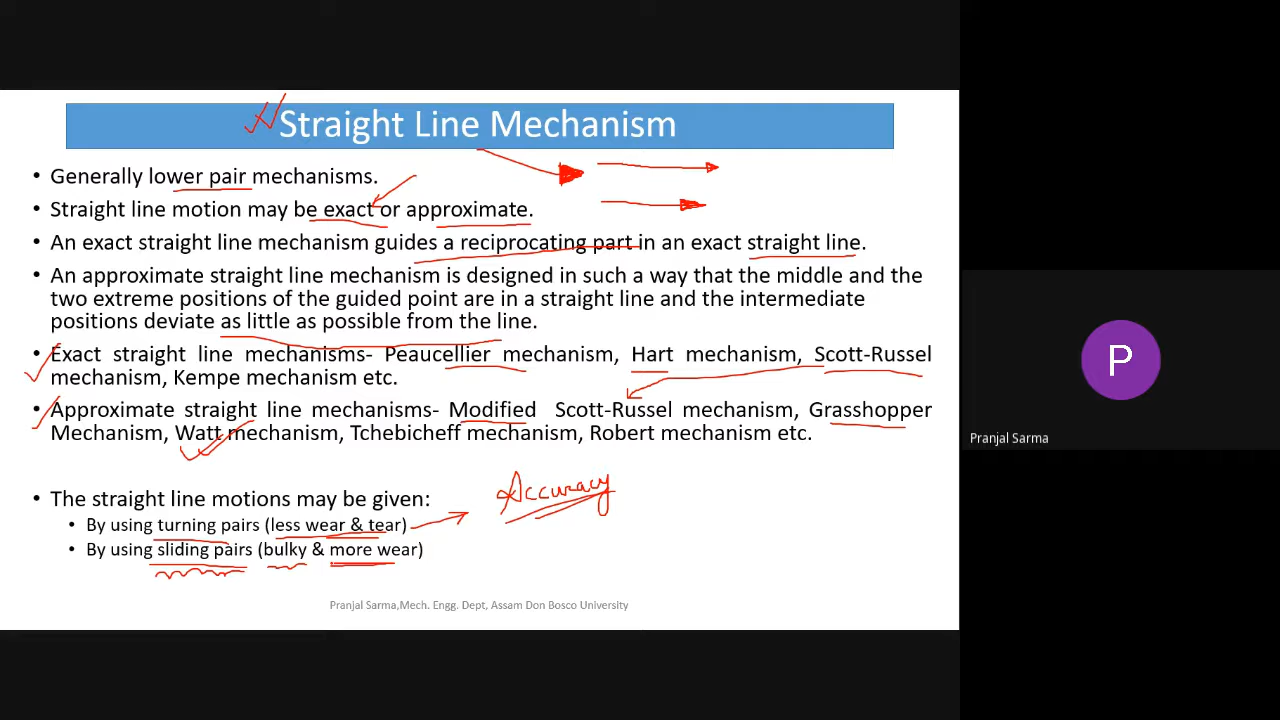 Straight Line Mechanism
• Generally lower pair mechanisms.
• Straight line motion may be exact or approximate.
• An exact straight line mechanism guides a reciprocating part in an exact straight line.
• An approximate straight line mechanism is designed in such a way that the middle and the
two extreme positions of the guided point are in a straight line and the intermediate
positions deviate as little as possible from the line.
• Exact straight line mechanisms- Peaucellier mechanism, Hart mechanism, Scott-Russel
mechanism, Kempe mechanism etc.
• Approximate straight line mechanisms- Modified Scott-Russel mechanism, Grasshopper
Mechanism, Watt mechanism, Tchebicheff mechanism, Robert mechanism etc.
Accuracy
• The straight line motions may be given:
• By using turning pairs (less wear & tear)
• By using sliding pairs (bulky & more wear)
Pranjal Sarma,Mech. Engg. Dept, Assam Don Bosco University
P
Pranjal Sarma